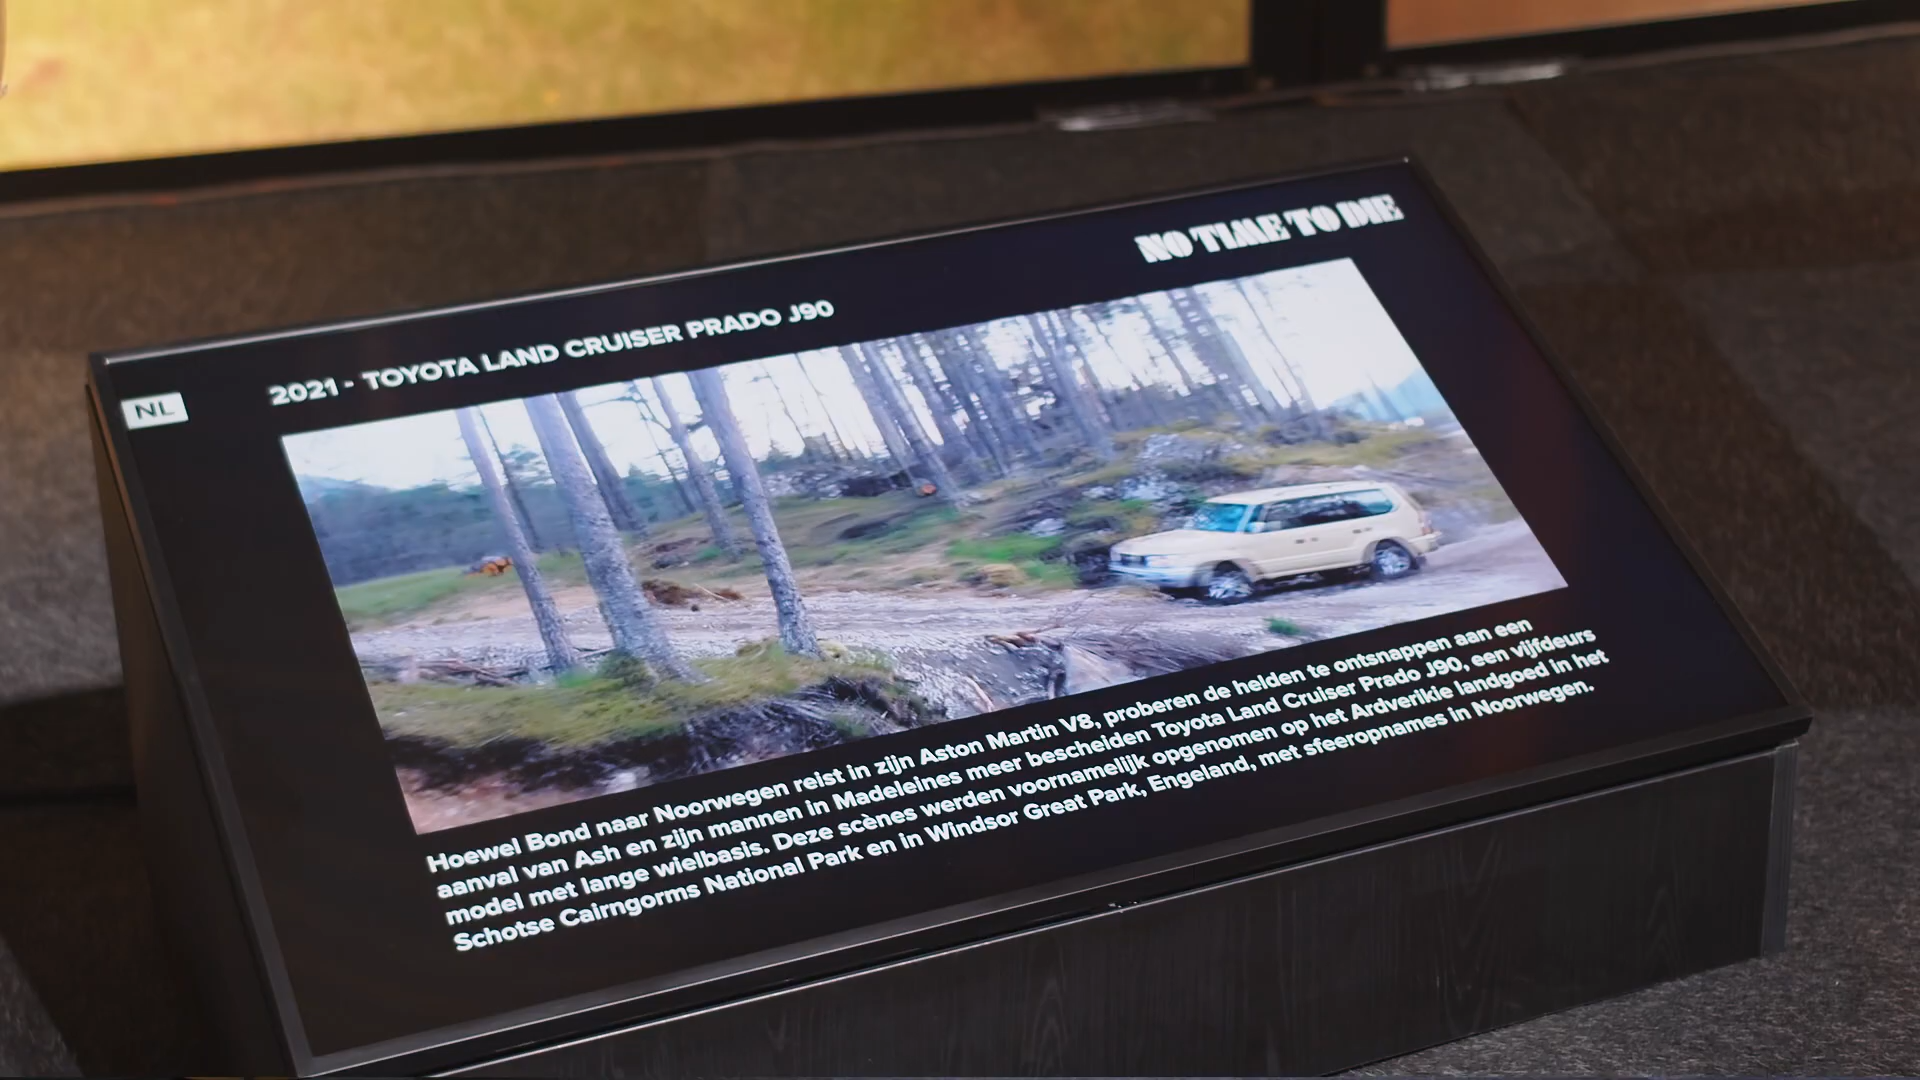 NO TIME TO DIE
2021 - TOYOTA LAND CRUISER PRADO J90
NL
Hoewel Bond naar Noorwegen reist in zijn Aston Martin V8, proberen de helden te ontsnappen aan een
aanval van Ash en zijn mannen in Madeleines meer bescheiden Toyota Land Cruiser Prado J90, een vijfdeurs
model met lange wielbasis. Deze scènes werden voornamelijk opgenomen op het Ardverikie landgoed in het
Schotse Cairngorms National Park en in Windsor Great Park, Engeland, met sfeeropnames in Noorwegen.